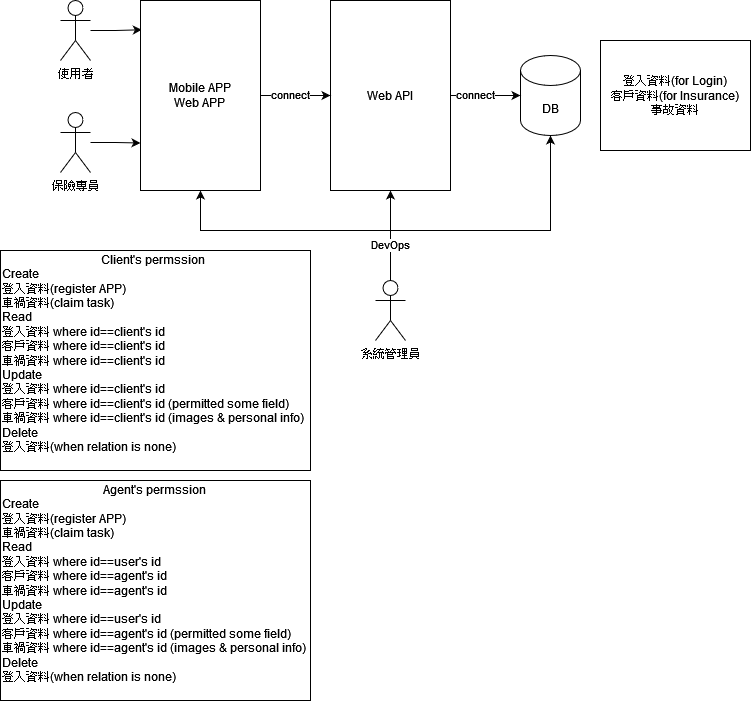 使用者
保險專員
Mobile APP
Web APP
connect
Web API
connect
DB
登入資料(for Login)
客戶資料(for Insurance)
事故資料
DevOps
系統管理員
Client's permssion
Create
登入資料(register APP)
車禍資料(claim task)
Read
登入資料 where id==client's id
客戶資料 where id==client's id
車禍資料 where id==client's id
Update
登入資料 where id==client's id
客戶資料 where id==client's id (permitted some field)
車禍資料 where id==client's id (images & personal info)
Delete
登入資料(when relation is none)
Agent's permssion
Create
登入資料(register APP)
車禍資料(claim task)
Read
登入資料 where id==user's id
客戶資料 where id==agent's id
車禍資料 where id==agent's id
Update
登入資料 where id==user's id
客戶資料 where id==agent's id (permitted some field)
車禍資料 where id==agent's id (images & personal info)
Delete
登入資料(when relation is none)